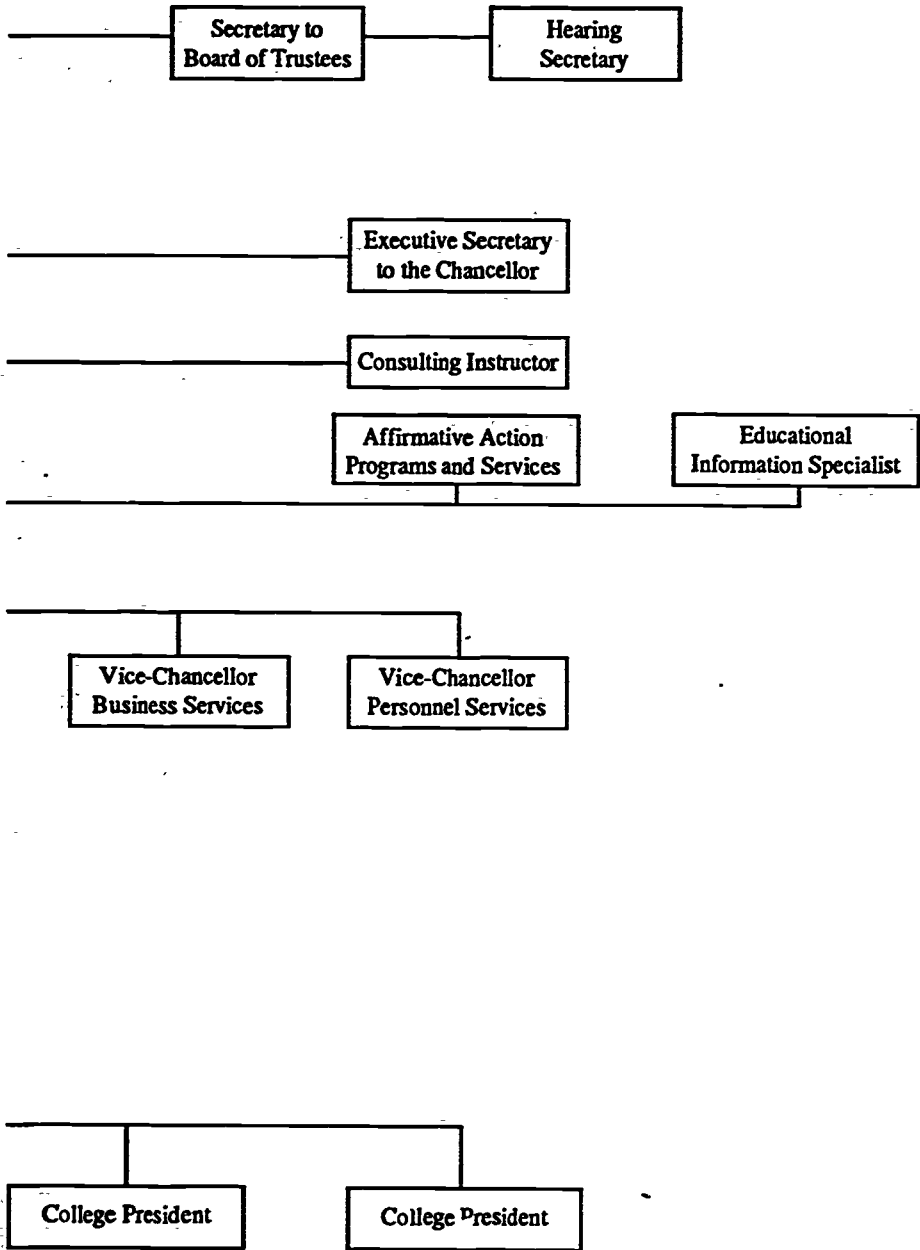 Secretary to
Board of Trustees
Hearing
Secretary
Executive Secretary
to the Chancellor
Consulting Instructor
Affirmative Action
Programs and Services
Educational
Information Specialist
Vice-Chancellor
Business Services
Vice-Chancellor
Personnel Services
College President
College President